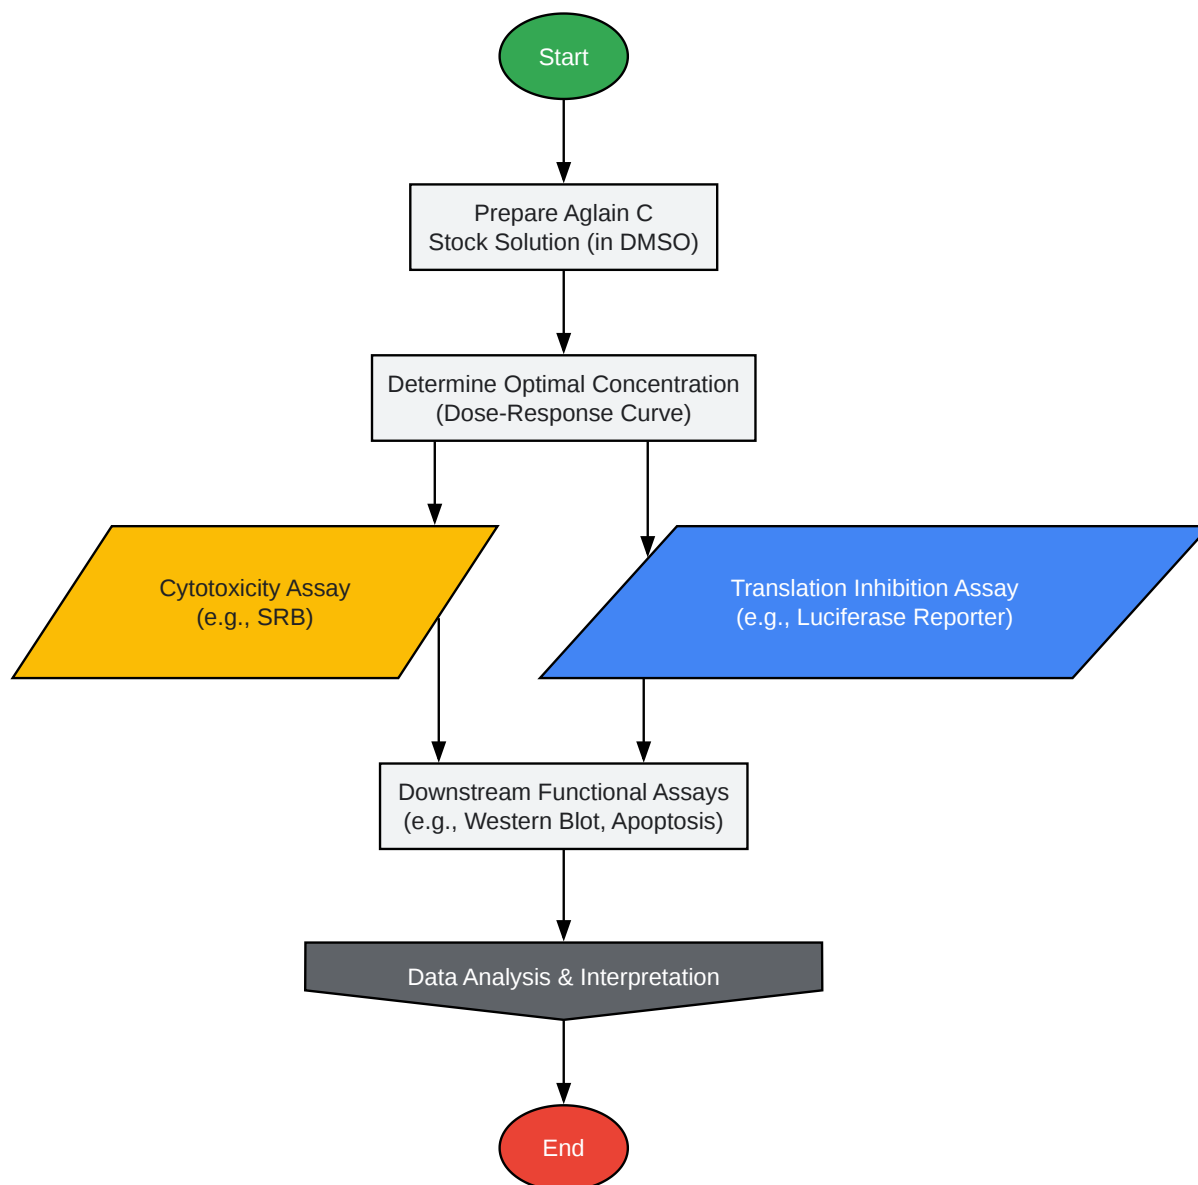 Start
Prepare Aglain C
Stock Solution (in DMSO)
Determine Optimal Concentration
(Dose-Response Curve)
Cytotoxicity Assay
(e.g., SRB)
Translation Inhibition Assay
(e.g., Luciferase Reporter)
Downstream Functional Assays
(e.g., Western Blot, Apoptosis)
Data Analysis & Interpretation
End